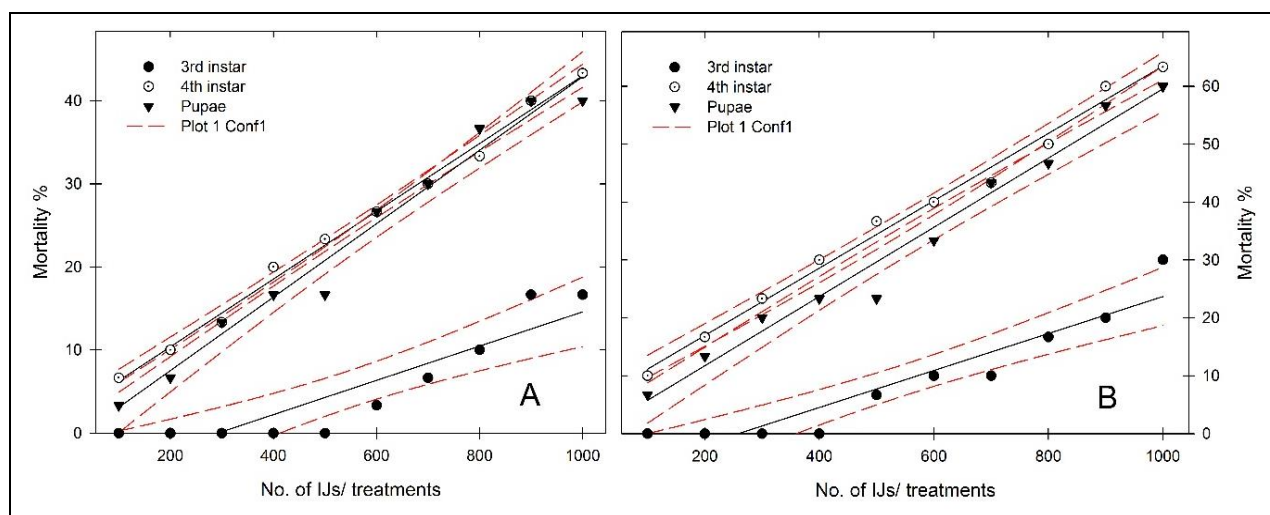 3rd instar
4th instar
Pupae
Plot 1 Conf1
Mortality %
40
30
20
10
0
200
400
600
800
1000
No. of IJs/ treatments
A
3rd instar
4th instar
Pupae
Plot 1 Conf1
Mortality %
60
50
40
30
20
10
0
200
400
600
800
1000
No. of IJs/ treatments
B